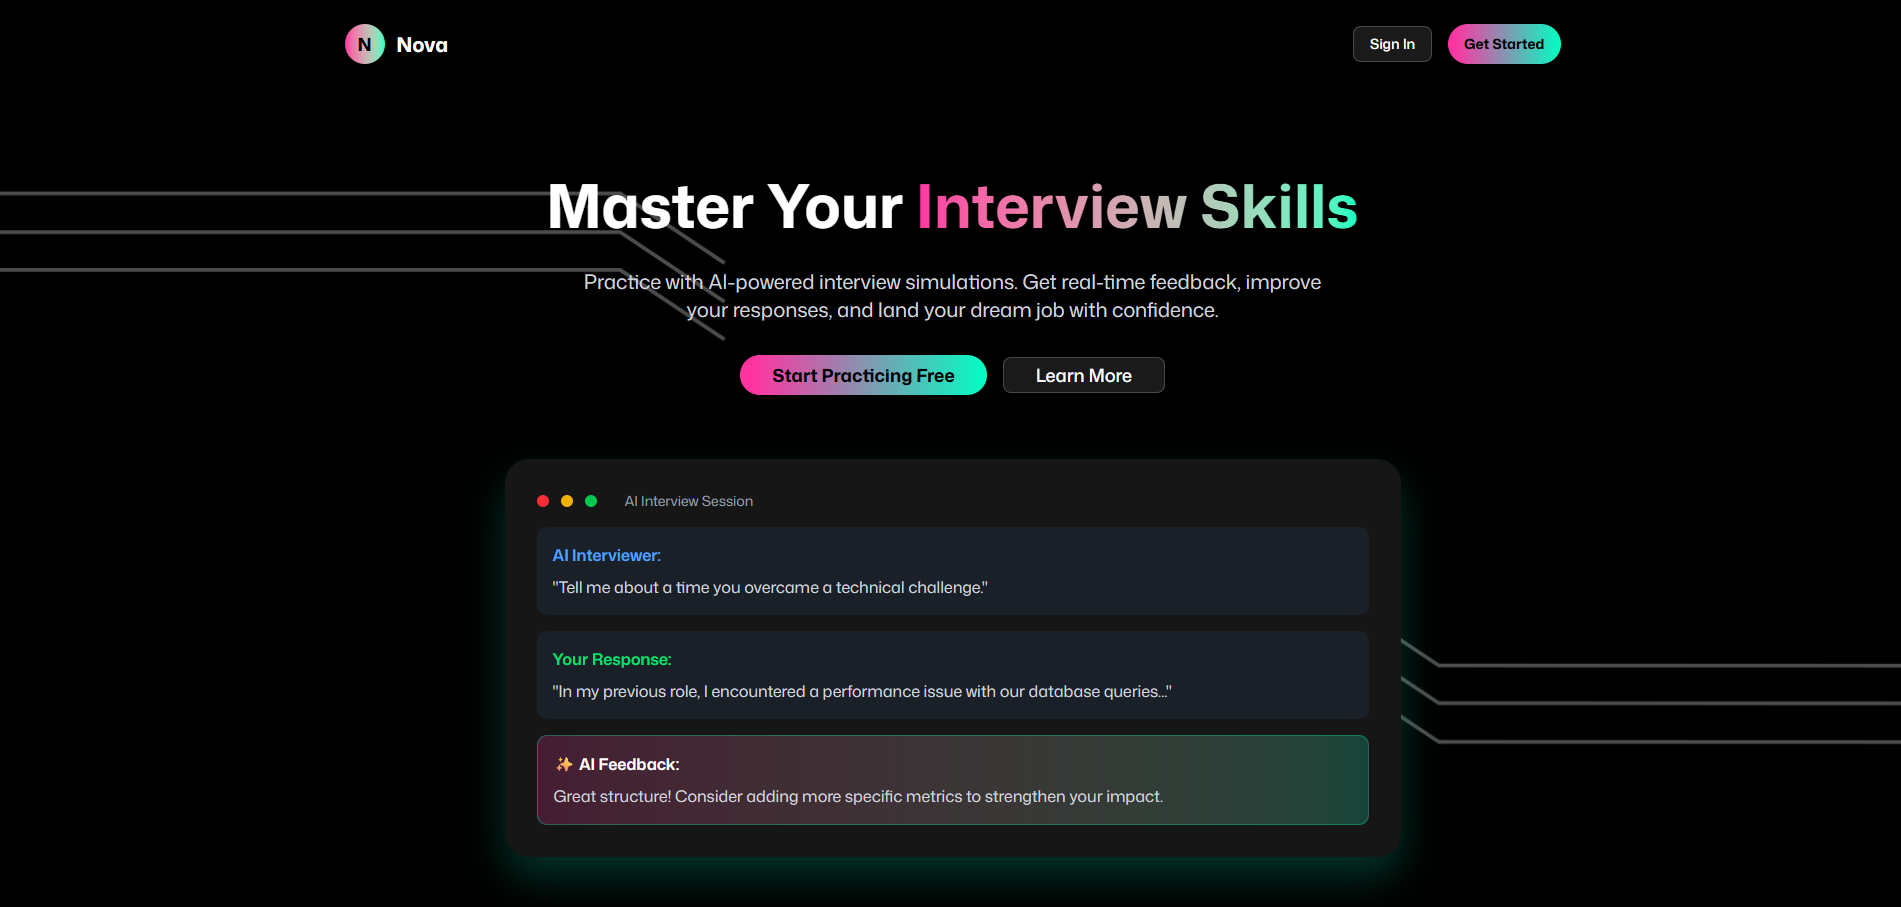 N Nova
Sign In
Get Started
Master Your Interview Skills
Practice with AI-powered interview simulations. Get real-time feedback, improve
your responses, and land your dream job with confidence.
Start Practicing Free
Learn More
AI Interview Session
AI Interviewer:
"Tell me about a time you overcame a technical challenge."
Your Response:
"In my previous role, I encountered a performance issue with our database queries..."
✨ AI Feedback:
Great structure! Consider adding more specific metrics to strengthen your impact.